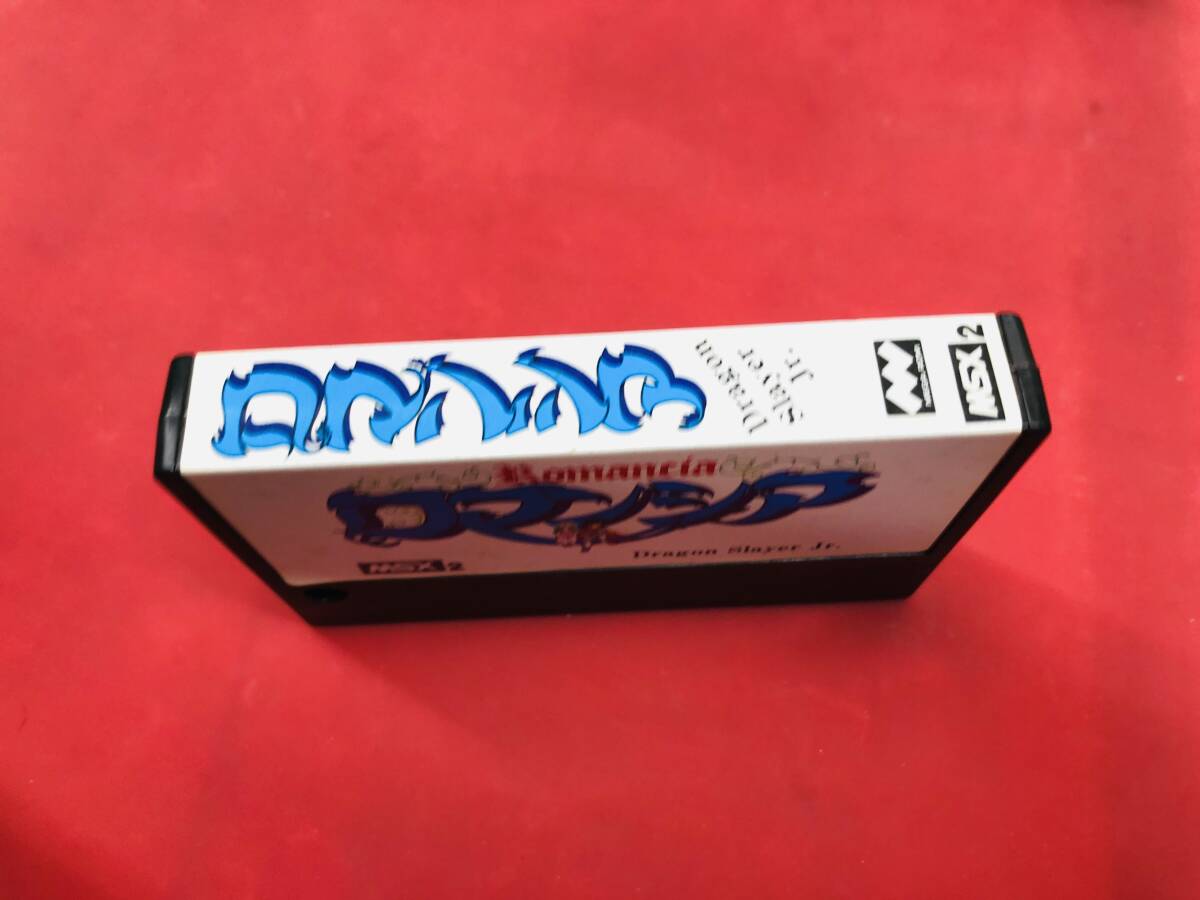 ロマンシア
Dragon
Slayer
Jr.
MSX 2
Romancia
ロマンシア
Dragon Slayer Jr.
MSX 2